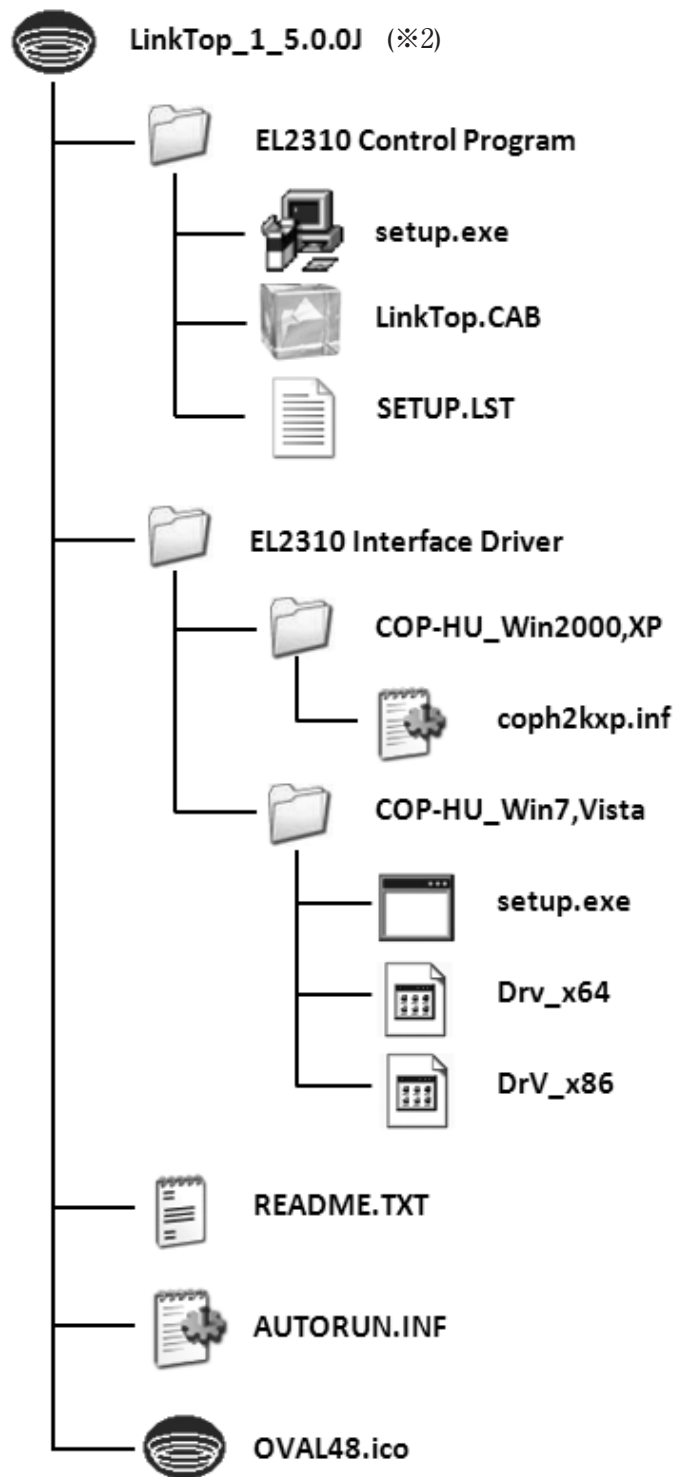 LinkTop_1_5.0.0J (※2)
EL2310 Control Program
setup.exe
LinkTop.CAB
SETUP.LST
EL2310 Interface Driver
COP-HU_Win2000,XP
coph2kxp.inf
COP-HU_Win7,Vista
setup.exe
Drv_x64
DrV_x86
README.TXT
AUTORUN.INF
OVAL48.ico